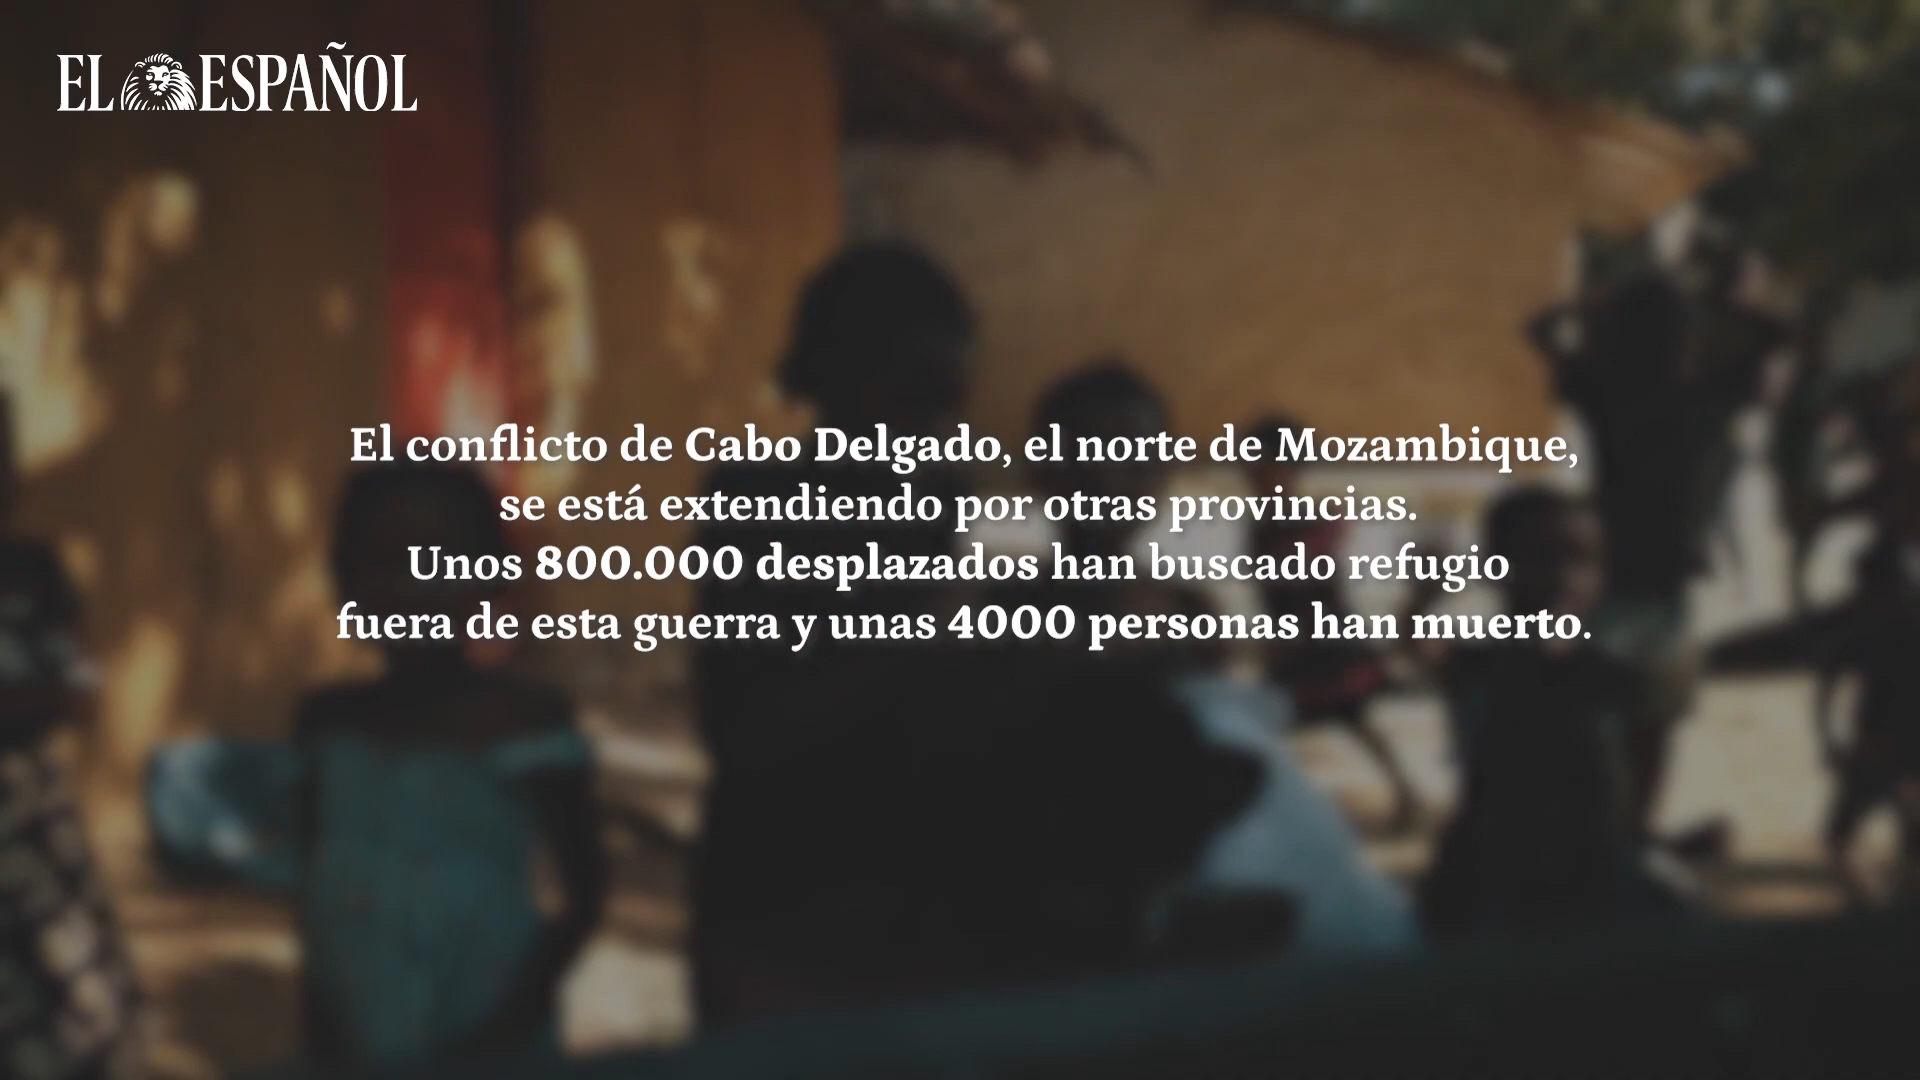 EL ESPAÑOL
El conflicto de Cabo Delgado, el norte de Mozambique,
se está extendiendo por otras provincias.
Unos 800.000 desplazados han buscado refugio
fuera de esta guerra y unas 4000 personas han muerto.